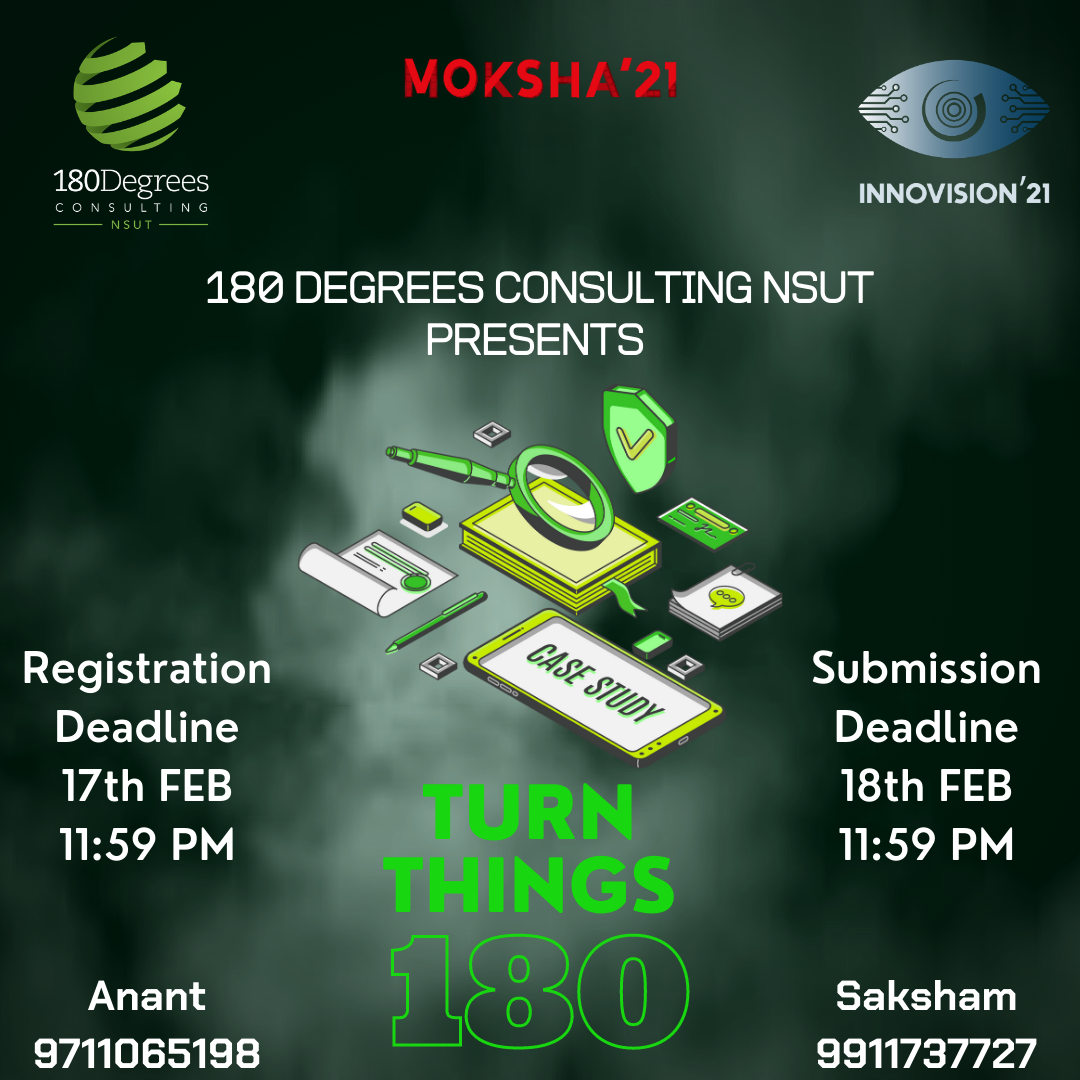 180Degrees
CONSULTING
NSUT
MOKSHA'21
INNOVISION'21
180 DEGREES CONSULTING NSUT
PRESENTS
CASE STUDY
Registration
Deadline
17th FEB
11:59 PM
Submission
Deadline
18th FEB
11:59 PM
TURN
THINGS
180
Anant
9711065198
Saksham
9911737727